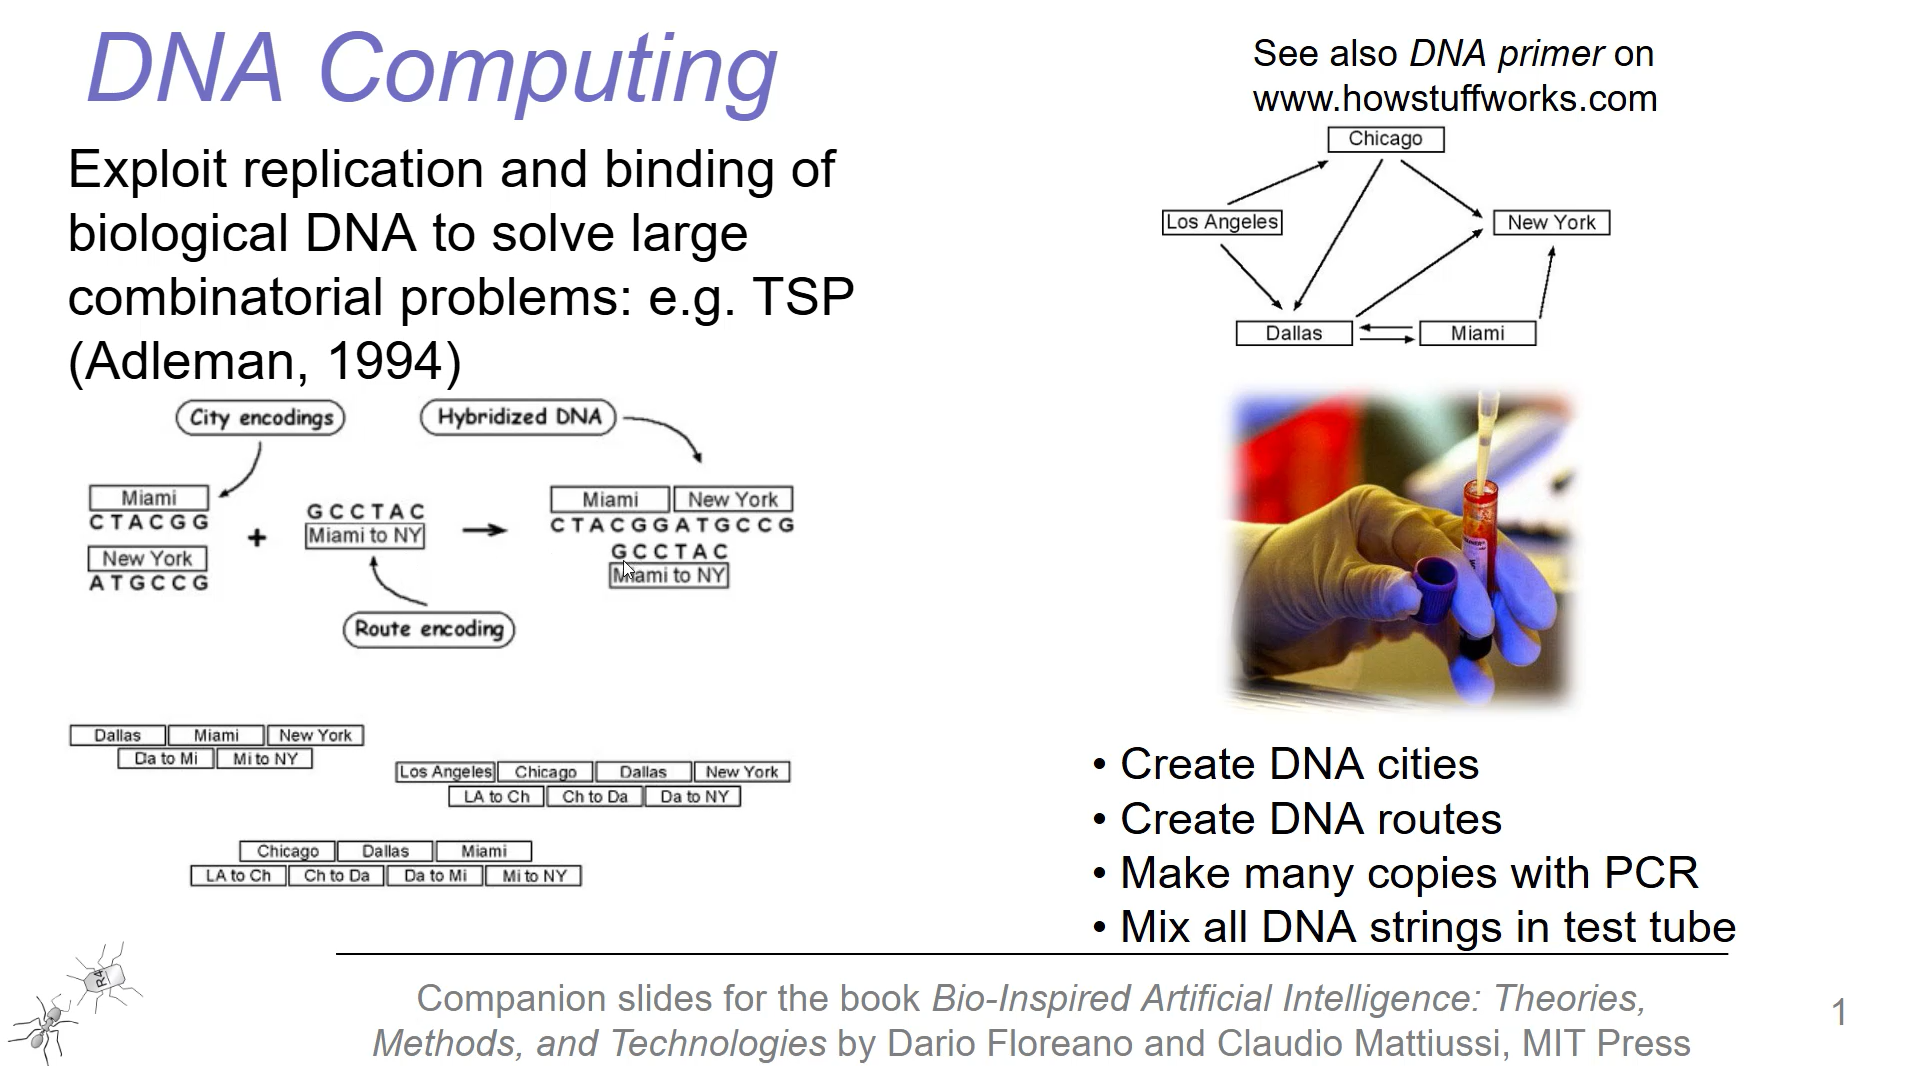 DNA Computing
See also DNA primer on
www.howstuffworks.com
Exploit replication and binding of
biological DNA to solve large
combinatorial problems: e.g. TSP
(Adleman, 1994)
Chicago
Los Angeles
New York
Dallas
Miami
City encodings
Hybridized DNA
Miami
CTACGG
New York
ATGCCG
+
GCCTAC
Miami to NY
Route encoding
Miami New York
CTACGGATGCCG
GCCTAC
Miami to NY
Dallas Miami New York
Da to Mi Mi to NY
Los Angeles Chicago Dallas New York
LA to Ch Ch to Da Da to NY
Chicago Dallas Miami
LA to Ch Ch to Da Da to Mi Mi to NY
• Create DNA cities
• Create DNA routes
• Make many copies with PCR
• Mix all DNA strings in test tube
R4
Companion slides for the book Bio-Inspired Artificial Intelligence: Theories,
Methods, and Technologies by Dario Floreano and Claudio Mattiussi, MIT Press
1